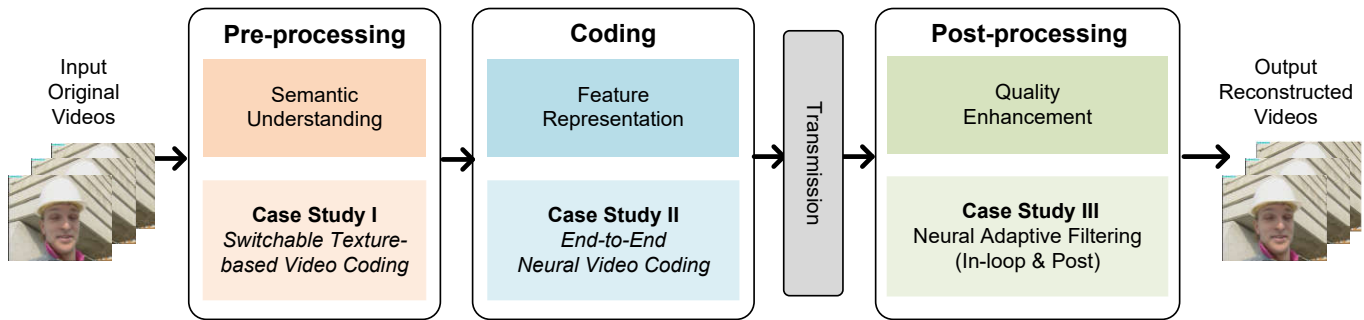 Input
Original
Videos
Pre-processing
Semantic
Understanding
Case Study I
Switchable Texture-
based Video Coding
Coding
Feature
Representation
Case Study II
End-to-End
Neural Video Coding
Transmission
Post-processing
Quality
Enhancement
Case Study III
Neural Adaptive Filtering
(In-loop & Post)
Output
Reconstructed
Videos